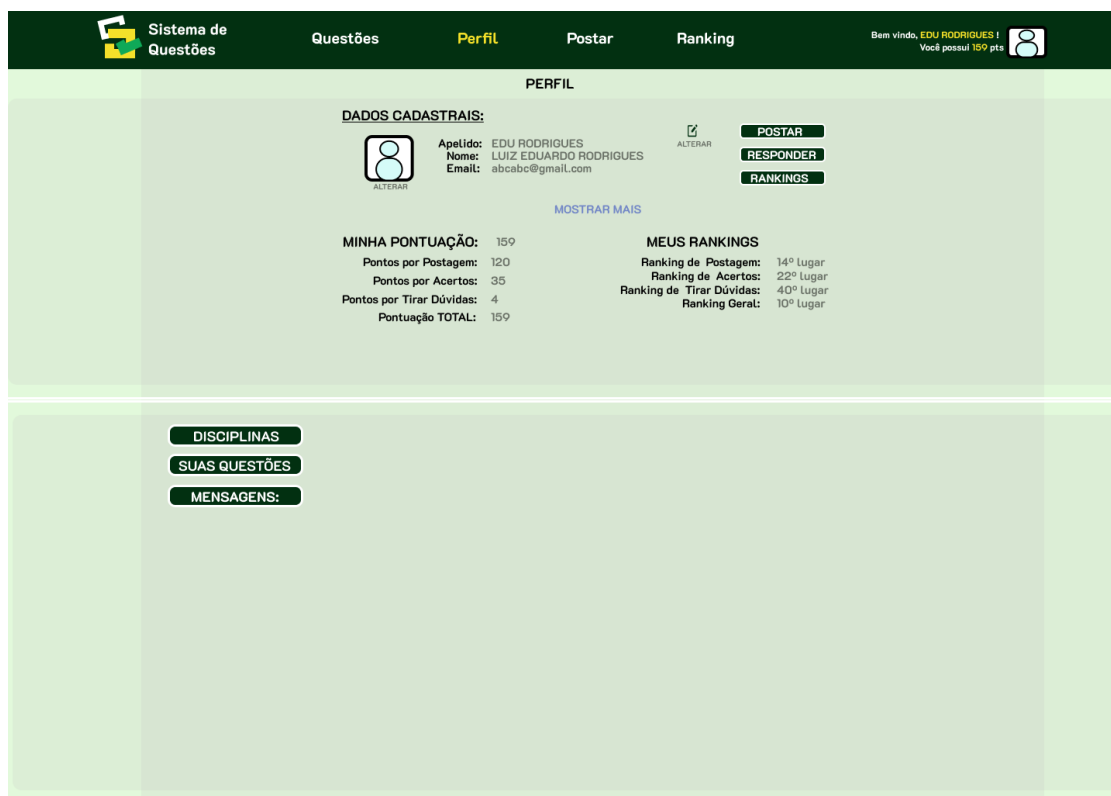 Sistema de
Questões
Questões Perfil Postar Ranking
Bem vindo, EDU RODRIGUES !
Você possui 159 pts
PERFIL
DADOS CADASTRAIS:
Apelido: EDU RODRIGUES
Nome: LUIZ EDUARDO RODRIGUES
Email: abcabc@gmail.com
ALTERAR
ALTERAR
POSTAR
RESPONDER
RANKINGS
MOSTRAR MAIS
MINHA PONTUAÇÃO: 159
Pontos por Postagem: 120
Pontos por Acertos: 35
Pontos por Tirar Dúvidas: 4
Pontuação TOTAL: 159
MEUS RANKINGS
Ranking de Postagem: 14º lugar
Ranking de Acertos: 22º lugar
Ranking de Tirar Dúvidas: 40º lugar
Ranking Geral: 10º lugar
DISCIPLINAS
SUAS QUESTÕES
MENSAGENS: